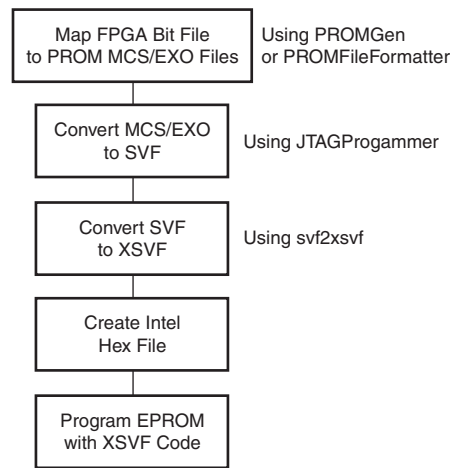 Map FPGA Bit File
to PROM MCS/EXO Files
Using PROMGen
or PROMFileFormatter
Convert MCS/EXO
to SVF
Using JTAGProgammer
Convert SVF
to XSVF
Using svf2xsvf
Create Intel
Hex File
Program EPROM
with XSVF Code